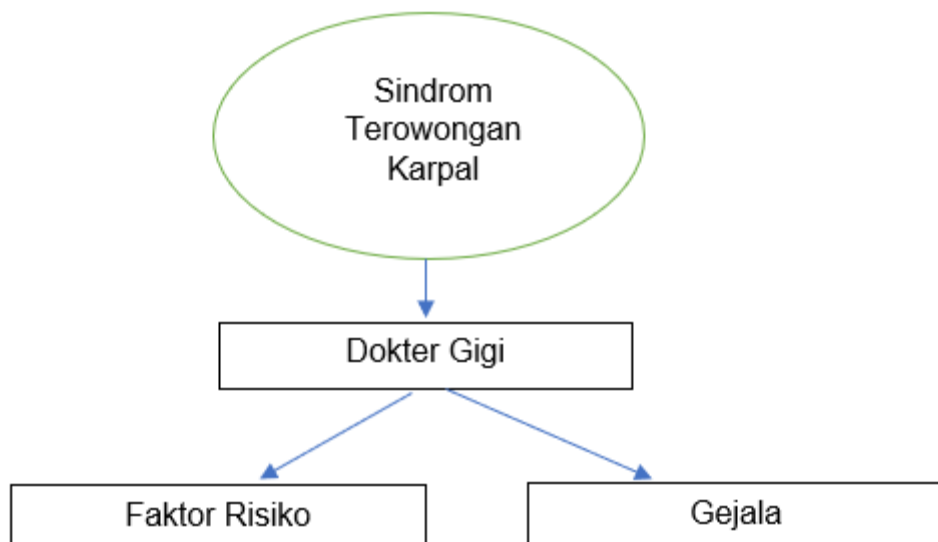 Sindrom
Terowongan
Karpal
Dokter Gigi
Faktor Risiko
Gejala